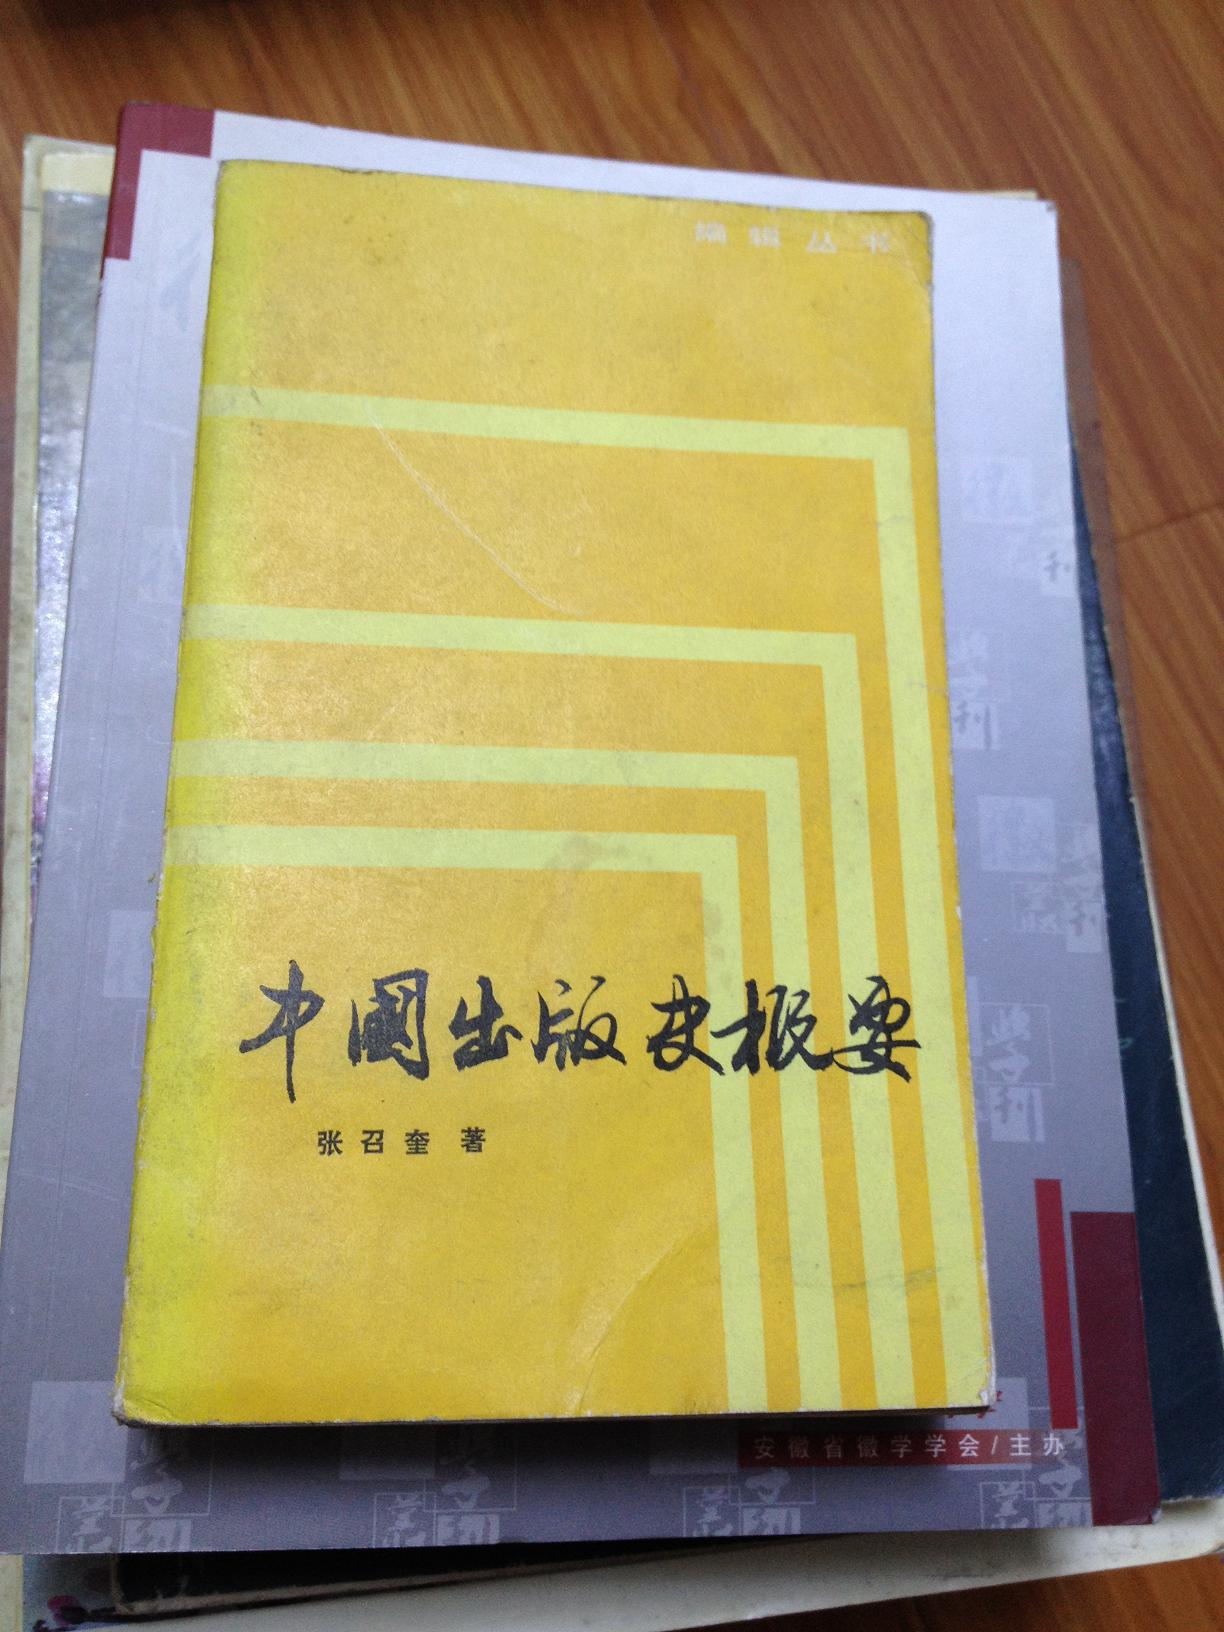 编辑丛书
中國出版史概要
张召奎 著
安徽省徽学学会/主办